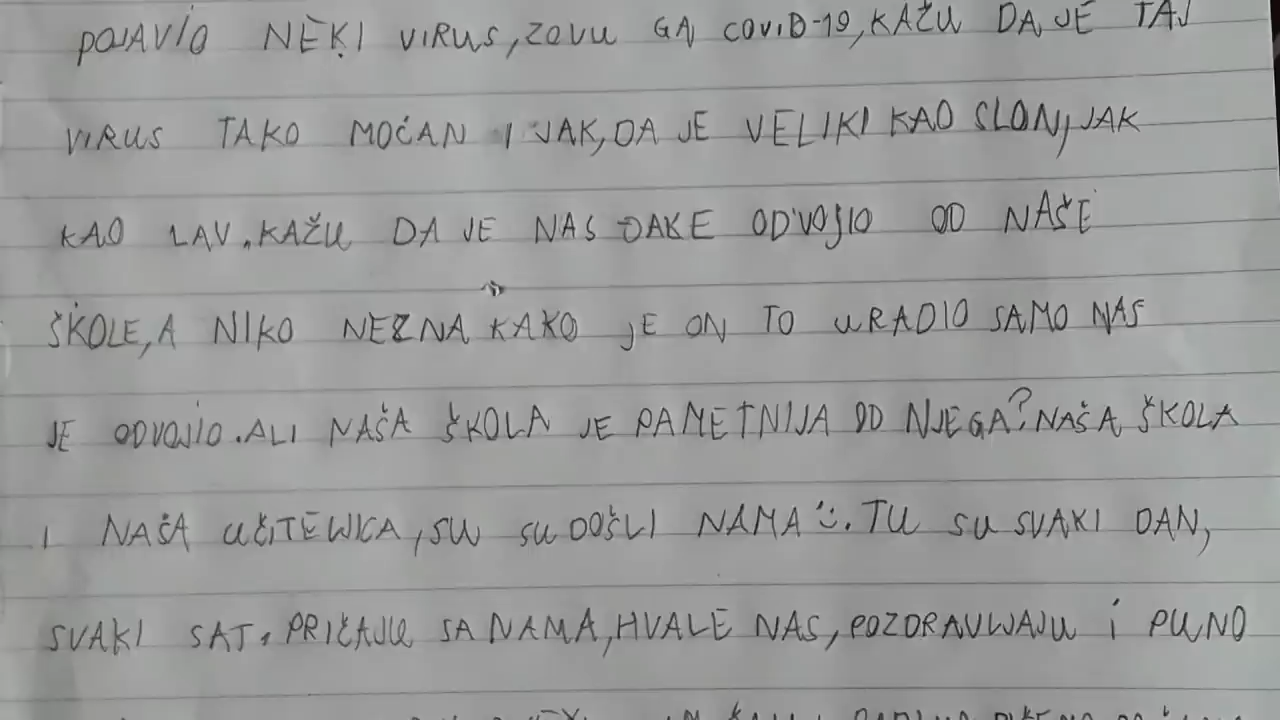 POJAVIO NEKI VIRUS, ZOVU GA COVID-19, KAŽU DA JE TAJ
VIRUS TAKO MOĆAN I JAK, DA JE VELIKI KAO SLON, JAK
KAO LAV. KAŽU DA JE NAS ĐAKE ODVOJIO OD NAŠE
ŠKOLE, A NIKO NEZNA KAKO JE ON TO URADIO SAMO NAS
JE ODVOJIO. ALI NAŠA ŠKOLA JE PAMETNIJA OD NJEGA? NAŠA ŠKOLA
I NAŠA UČITELJICA, SU SU DOŠLI NAMA. TU SU SVAKI DAN,
SVAKI SAT. PRIČAJU SA NAMA, HVALE NAS, POZDRAVLJAJU I PUNO